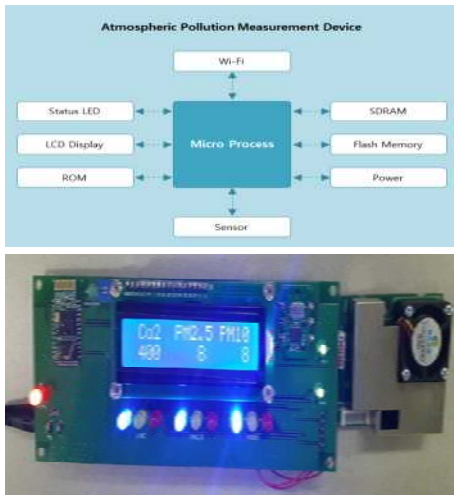 Atmospheric Pollution Measurement Device
Wi-Fi
Status LED
SDRAM
LCD Display
Micro Process
Flash Memory
ROM
Power
Sensor
Co2 PM2.5 PM10
400 8 8